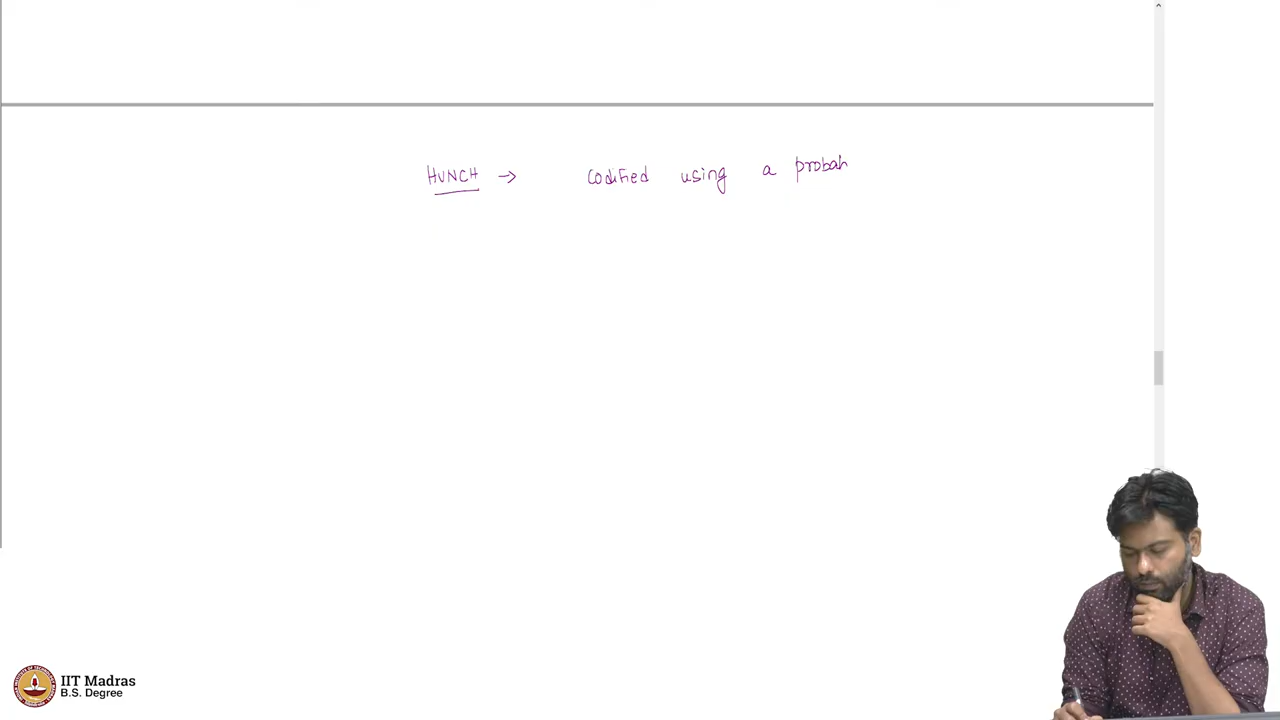 HUNCH → codified using a probab
IIT Madras
B.S. Degree